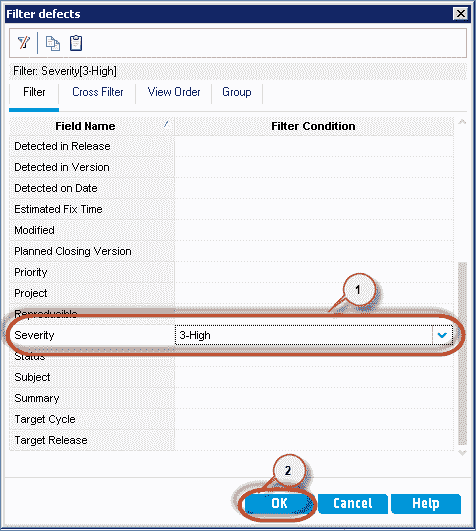 Filter defects
Filter: Severity[3-High]
Filter Cross Filter View Order Group
Field Name / Filter Condition
Detected in Release
Detected in Version
Detected on Date
Estimated Fix Time
Modified
Planned Closing Version
Priority
Project
1
Reproducible
Severity 3-High
Status
Subject
Summary
Target Cycle
Target Release
2
OK Cancel Help